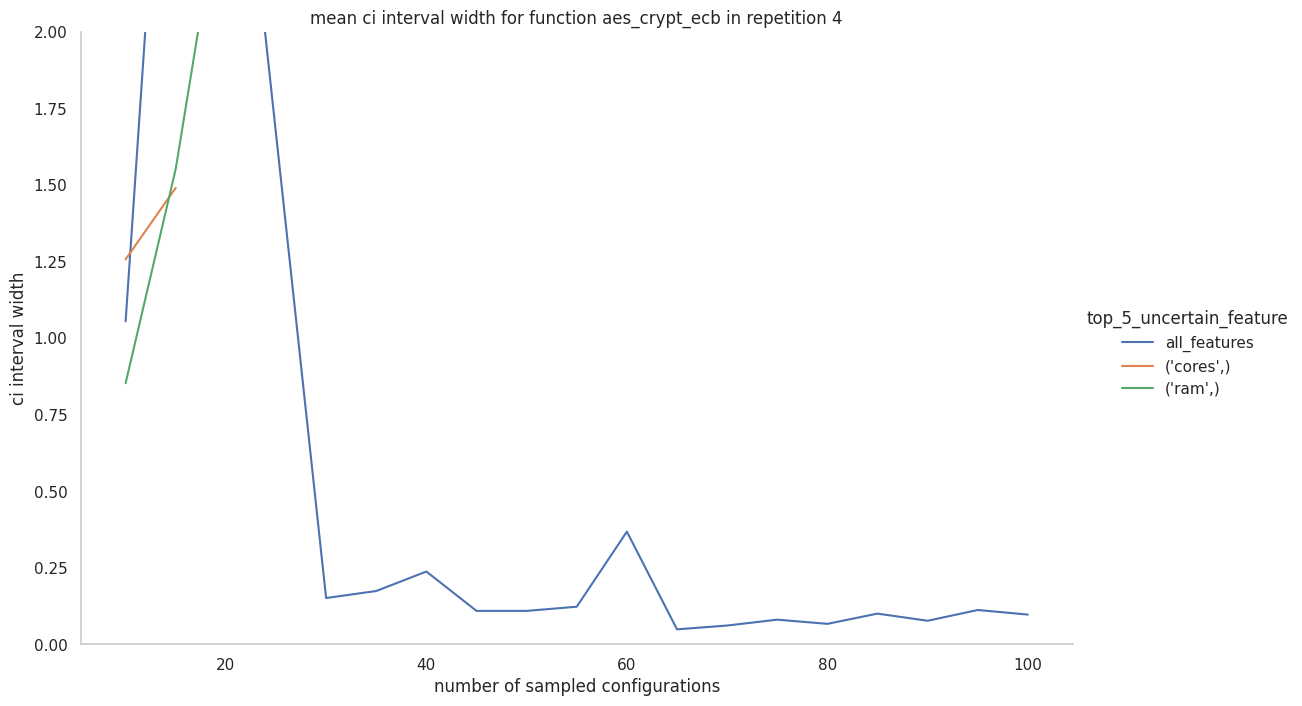 mean ci interval width for function aes_crypt_ecb in repetition 4
2.00
1.75
1.50
1.25
1.00
0.75
0.50
0.25
0.00
ci interval width
20
40
60
80
100
number of sampled configurations
top_5_uncertain_feature
all_features
('cores',)
('ram',)